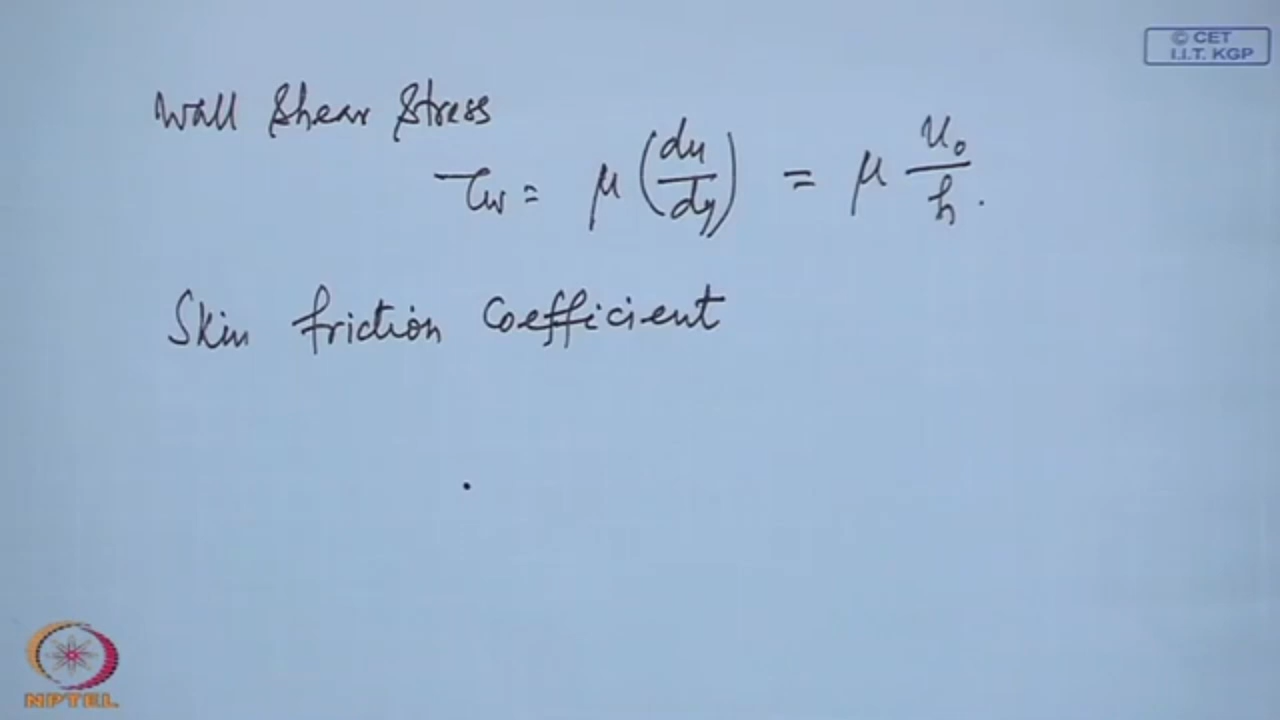 © CET
I.I.T. KGP
Wall Shear Stress
τw = μ (du/dy) = μ u₀/h.
Skin friction Coefficient
NPTEL